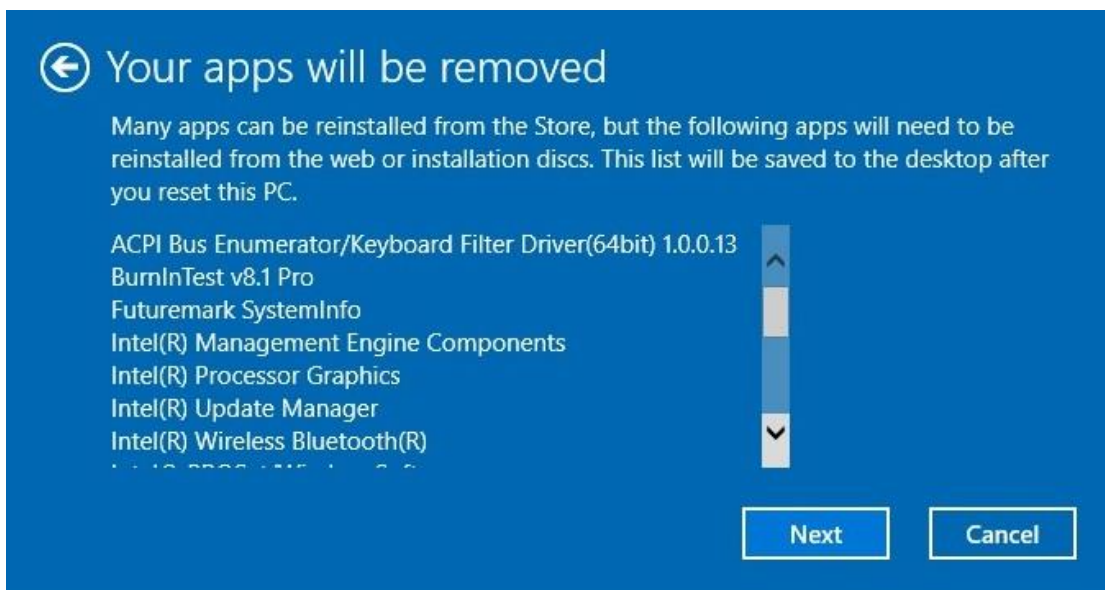 Your apps will be removed
Many apps can be reinstalled from the Store, but the following apps will need to be
reinstalled from the web or installation discs. This list will be saved to the desktop after
you reset this PC.
ACPI Bus Enumerator/Keyboard Filter Driver(64bit) 1.0.0.13
BurnInTest v8.1 Pro
Futuremark SystemInfo
Intel(R) Management Engine Components
Intel(R) Processor Graphics
Intel(R) Update Manager
Intel(R) Wireless Bluetooth(R)
Next
Cancel